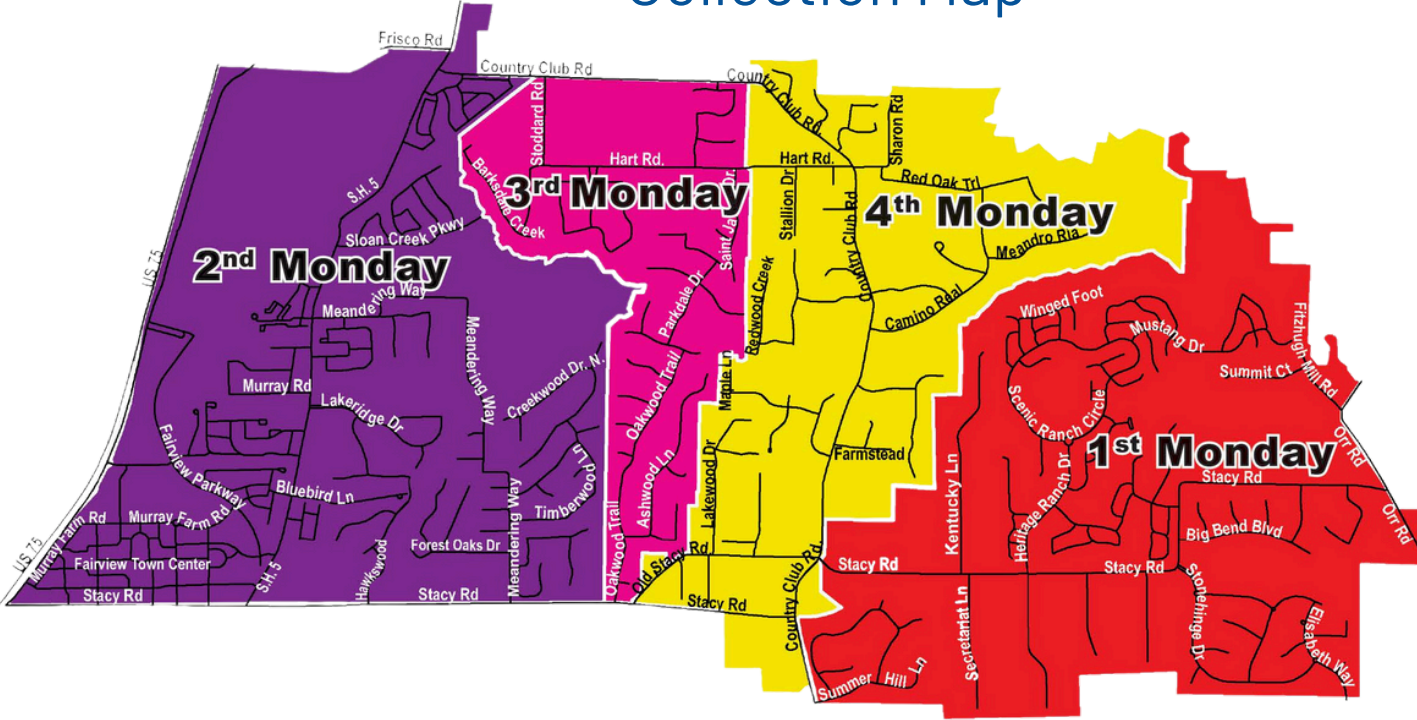 Collection Map
Frisco Rd
Country Club Rd
Country Club Rd.
Stoddard Rd
Sharon Rd
Hart Rd.
Hart Rd.
Barksdale Creek
3rd Monday
Red Oak Trl
S.H. 5
Stallion Dr
4th Monday
Sloan Creek Pkwy
Country Club Rd
Meandro Ria
US 75
2nd Monday
Redwood Creek
Parkdale Dr
Camino Real
Meandering Way
Winged Foot
Mustang Dr
Fitzhugh Mill Rd
Meandering Way
Murray Rd
Creekwood Dr. N.
Maple Ln
Oakwood Trail
Summit Ct
Lakeridge Dr
Scenic Ranch Circle
Orr Rd
1st Monday
Fairview Parkway
Timberwood Ln
Ashwood Ln
Lakewood Dr
Farmstead
Kentucky Ln
Heritage Ranch Dr
Stacy Rd
Bluebird Ln
Meandering Way
Orr Rd
Murray Farm Rd
Murray Farm Rd
Big Bend Blvd
US 75
Forest Oaks Dr
Oakwood Trail
Old Stacy Rd
Country Club Rd.
Stacy Rd
Stacy Rd
Fairview Town Center
S.H. 5
Hawkswood
Stacy Rd
Stacy Rd
Stacy Rd
Secretariat Ln
Stonehinge Dr
Elisabeth Way
Summer Hill Ln